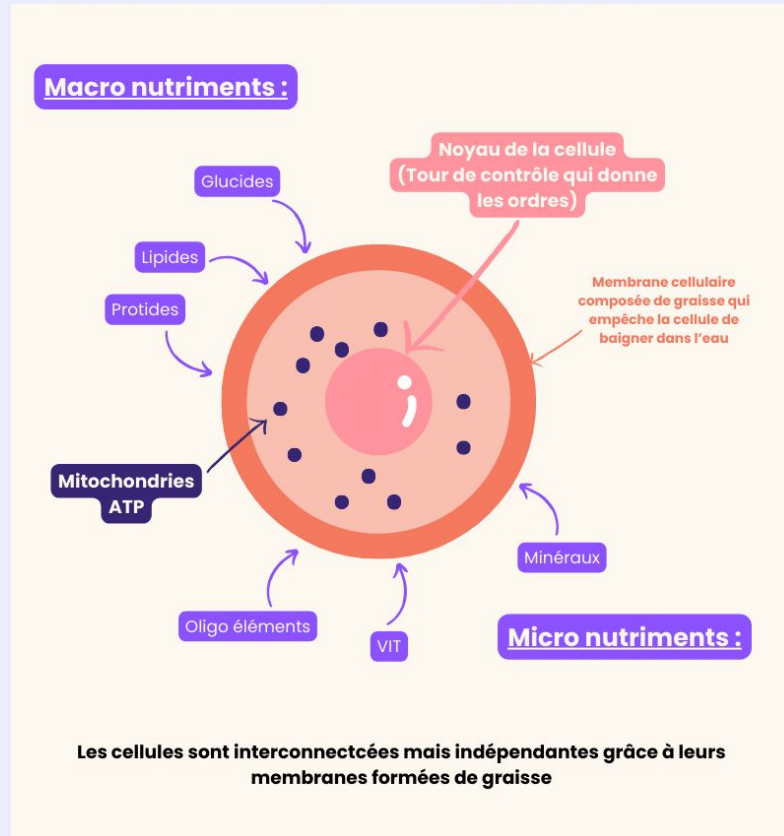 Macro nutriments :
Noyau de la cellule
(Tour de contrôle qui donne
les ordres)
Glucides
Lipides
Protides
Membrane cellulaire
composée de graisse qui
empêche la cellule de
baigner dans l'eau
Mitochondries
ATP
Minéraux
Oligo éléments
VIT
Micro nutriments :
Les cellules sont interconnectcées mais indépendantes grâce à leurs
membranes formées de graisse